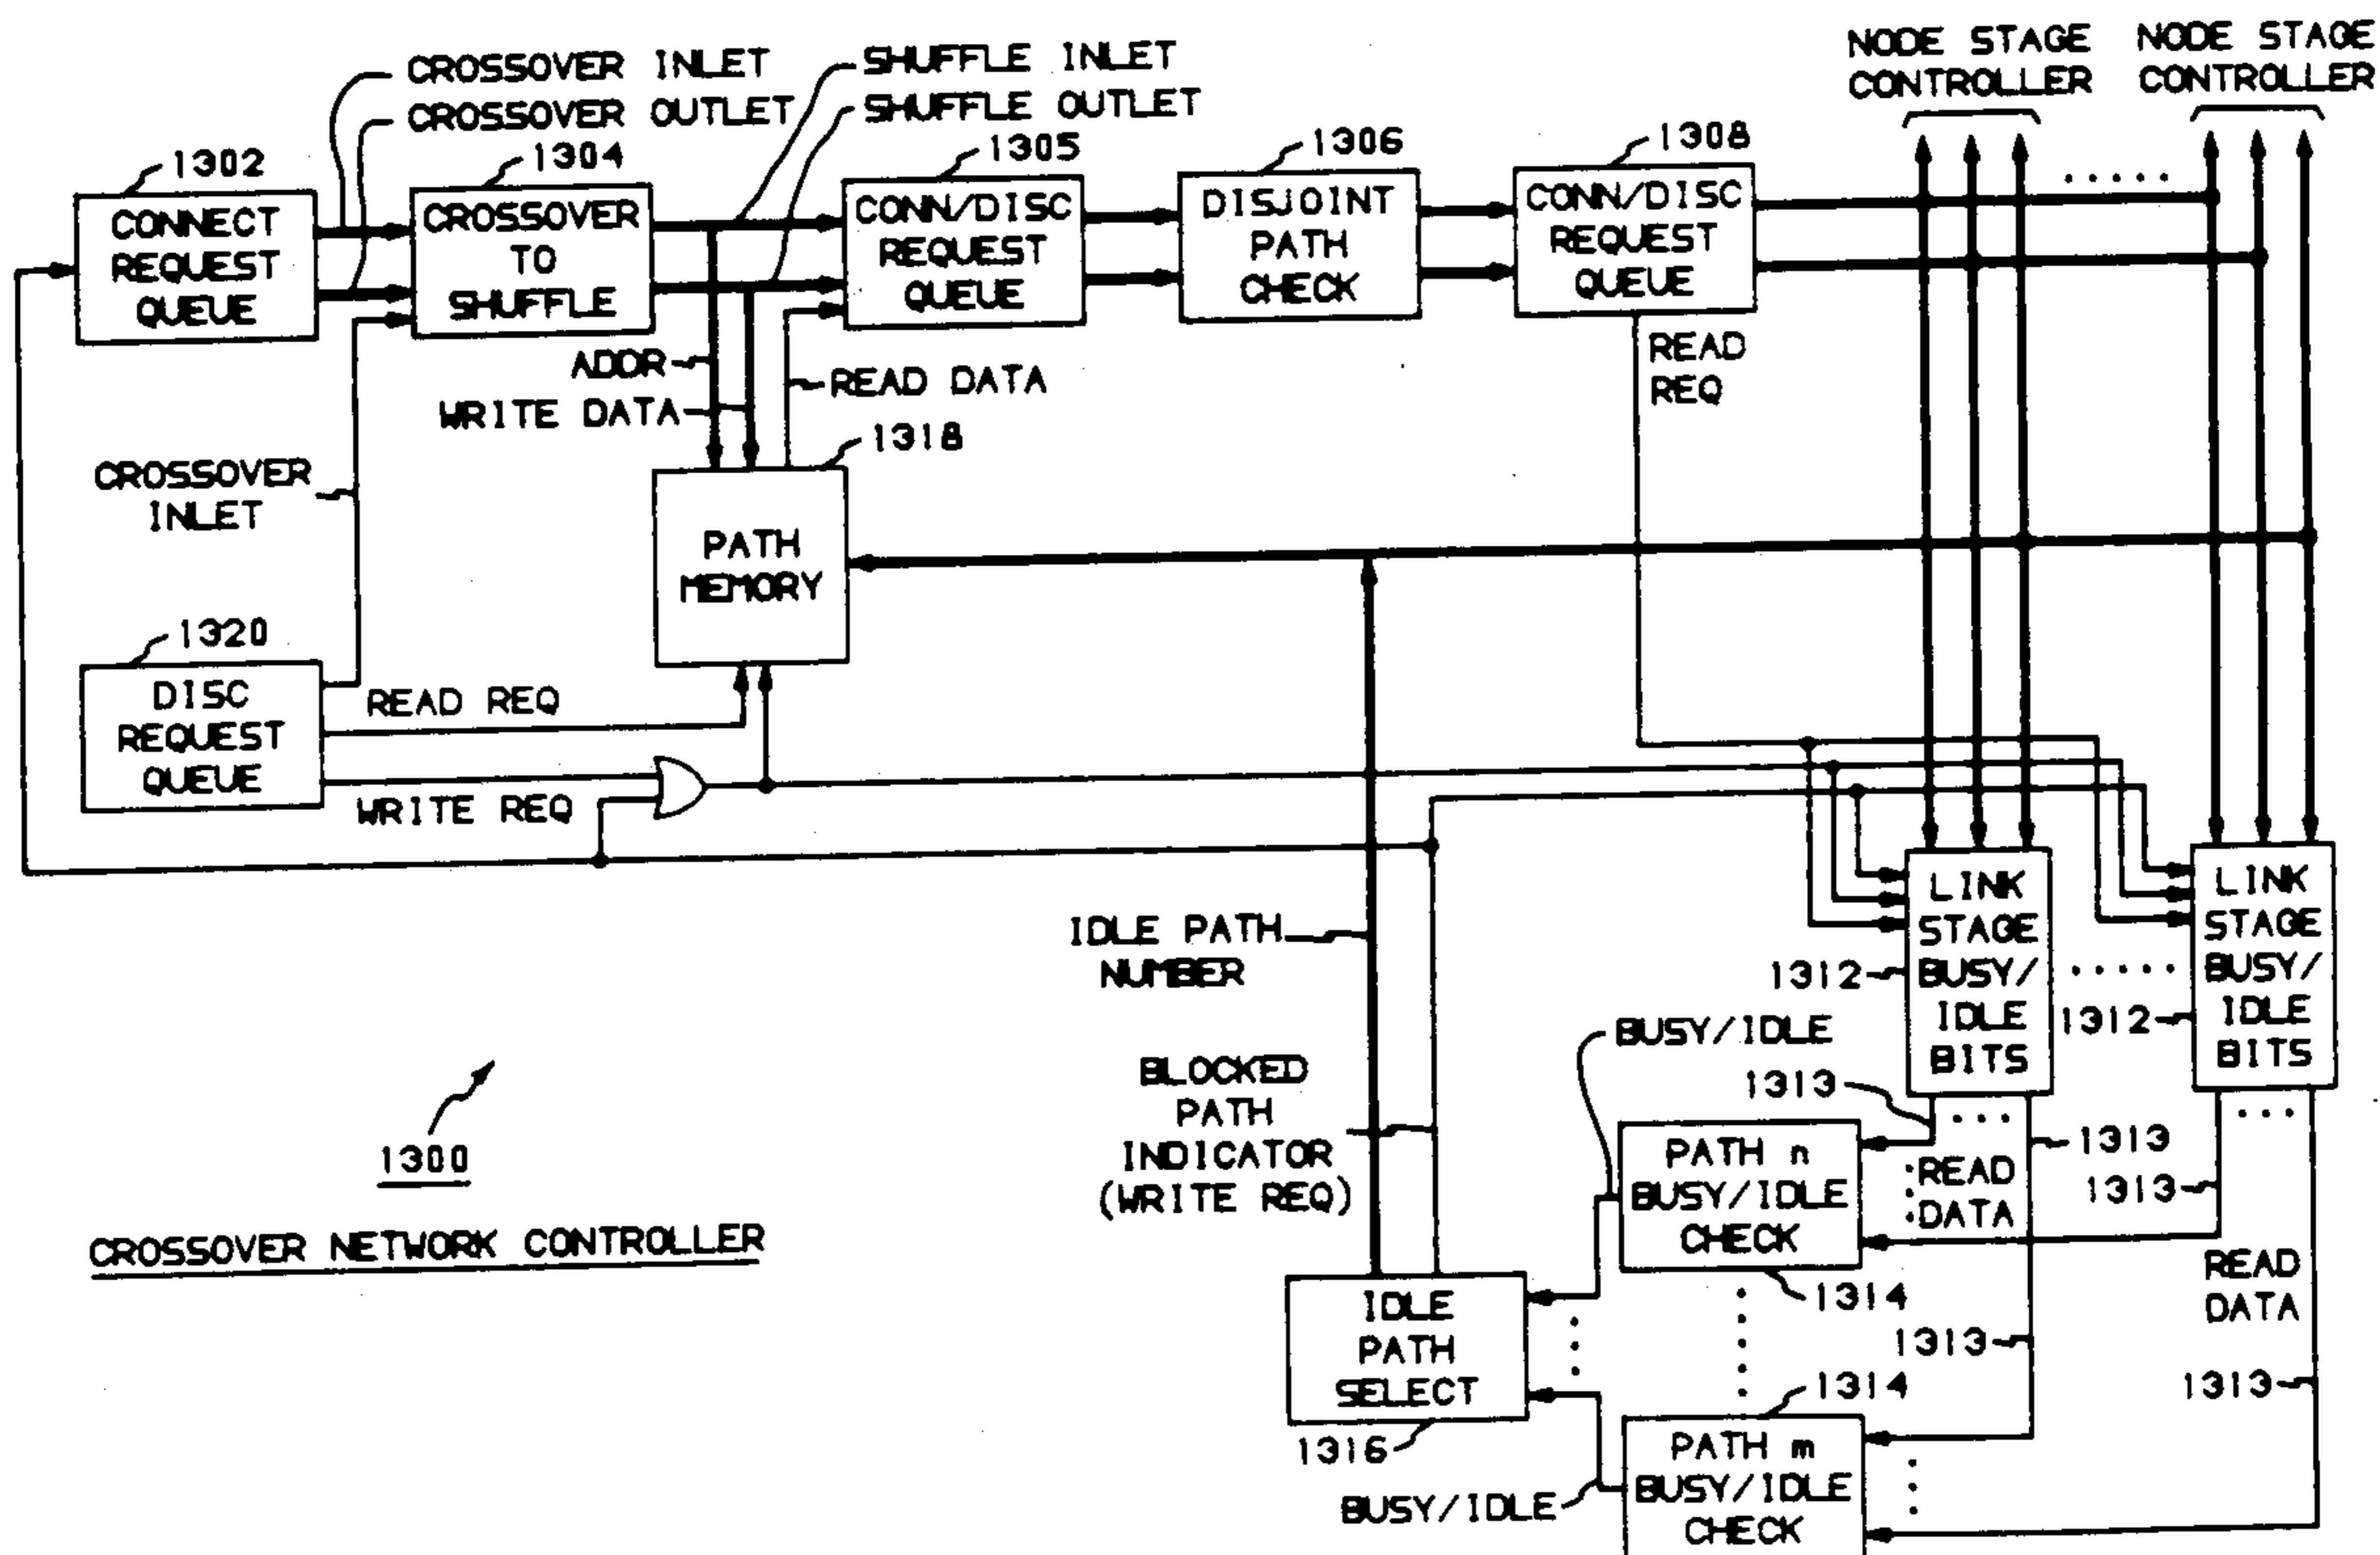 NODE STAGE
CONTROLLER
NODE STAGE
CONTROLLER
CROSSOVER INLET
CROSSOVER OUTLET
SHUFFLE INLET
SHUFFLE OUTLET
1302
CONNECT
REQUEST
QUEUE
1304
CROSSOVER
TO
SHUFFLE
1305
CONN/DISC
REQUEST
QUEUE
1306
DISJOINT
PATH
CHECK
1308
CONN/DISC
REQUEST
QUEUE
ADDR
WRITE DATA
READ DATA
READ
REQ
CROSSOVER
INLET
1318
PATH
MEMORY
1320
DISC
REQUEST
QUEUE
READ REQ
WRITE REQ
IDLE PATH
NUMBER
LINK
STAGE
BUSY/
IDLE
BITS
1312
LINK
STAGE
BUSY/
IDLE
BITS
1312
BUSY/IDLE
BLOCKED
PATH
INDICATOR
(WRITE REQ)
1313
1313
1313
PATH n
BUSY/IDLE
CHECK
1314
READ
DATA
READ
DATA
1313
1313
1300
CROSSOVER NETWORK CONTROLLER
IDLE
PATH
SELECT
1316
1314
PATH m
BUSY/IDLE
CHECK
BUSY/IDLE